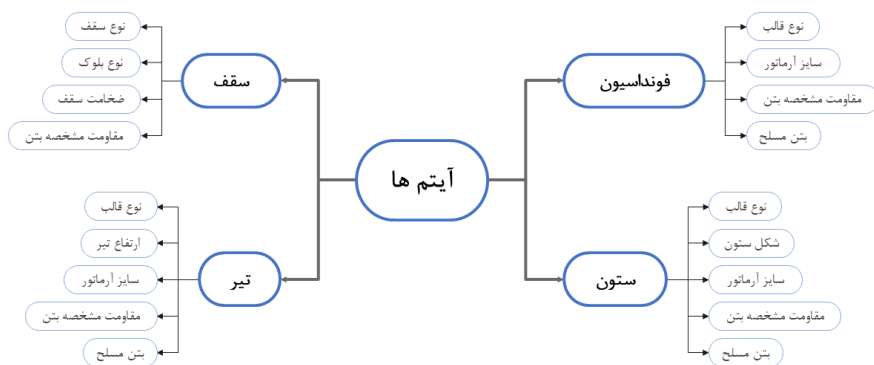 آیتم ها
فونداسیون
نوع قالب
سایز آرماتور
مقاومت مشخصه بتن
بتن مسلح
ستون
نوع قالب
شکل ستون
سایز آرماتور
مقاومت مشخصه بتن
بتن مسلح
سقف
نوع سقف
نوع بلوک
ضخامت سقف
مقاومت مشخصه بتن
تیر
نوع قالب
ارتفاع تیر
سایز آرماتور
مقاومت مشخصه بتن
بتن مسلح